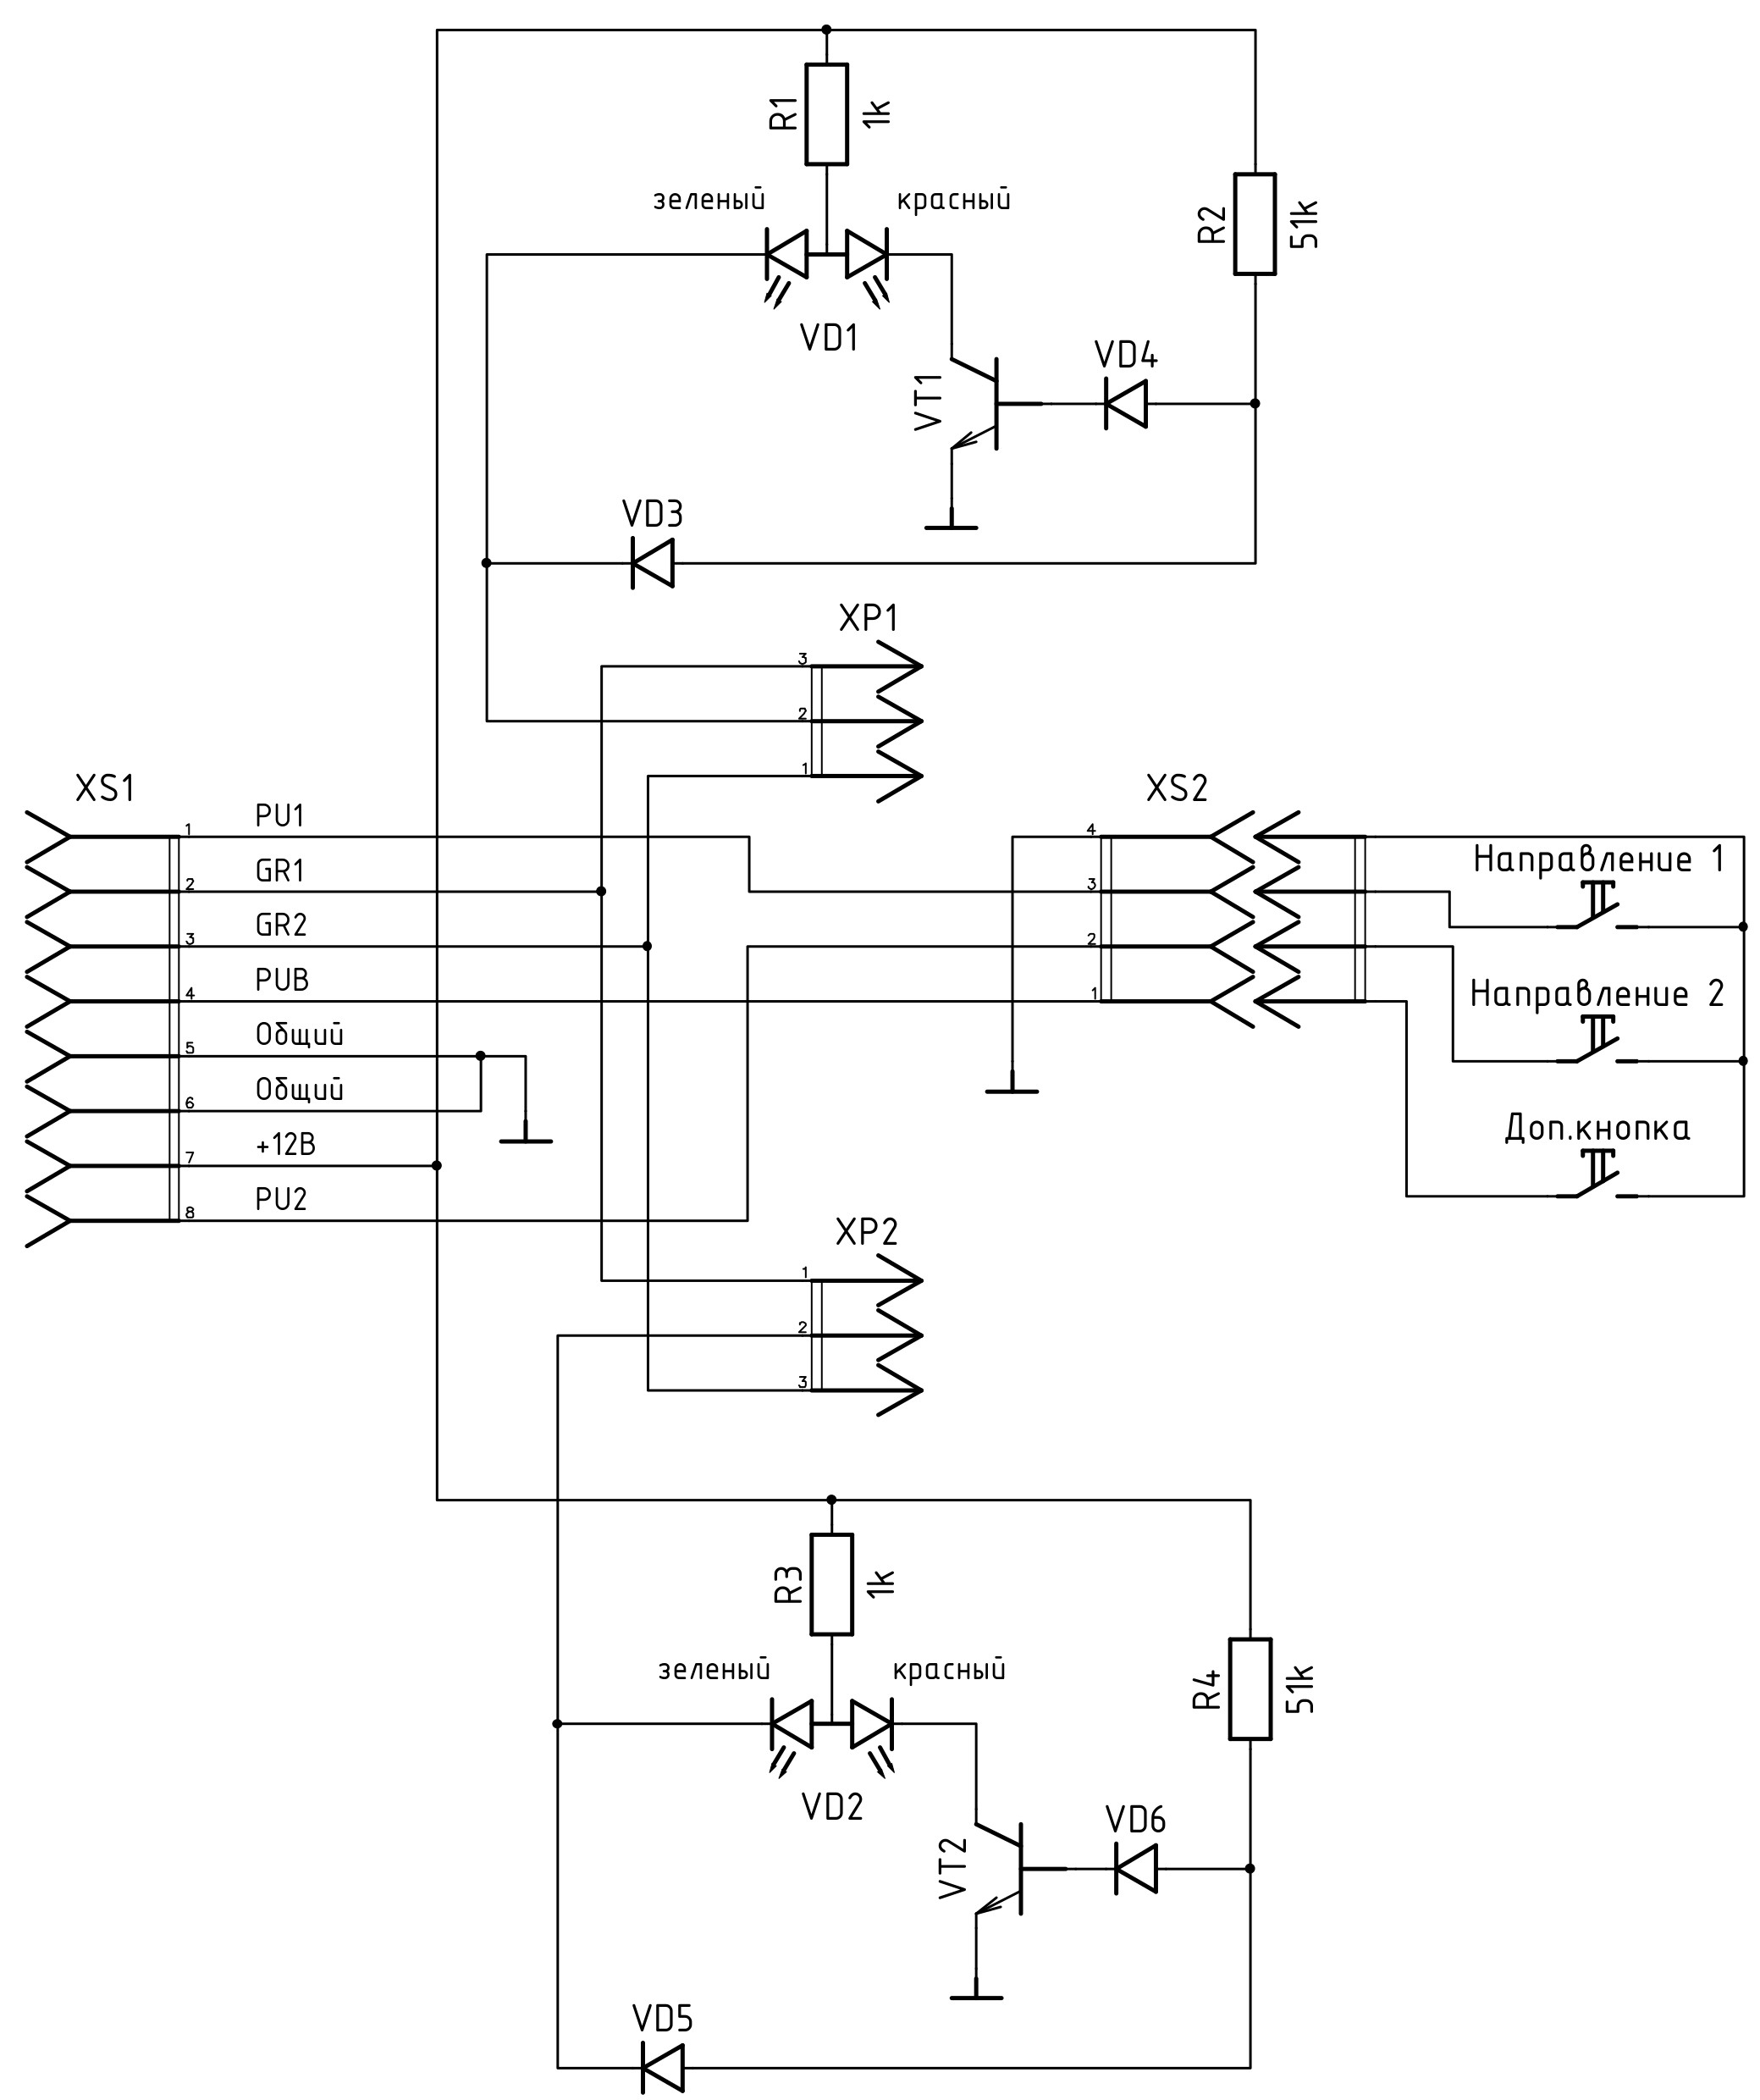 R1
1k
зеленый
красный
R2
51k
VD1
VD4
VT1
VD3
XP1
3
2
1
XS1
XS2
1
PU1
2
GR1
3
GR2
4
PUB
5
Общий
6
Общий
7
+12В
8
PU2
4
3
2
1
Направление 1
Направление 2
Доп.кнопка
XP2
1
2
3
R3
1k
зеленый
красный
R4
51k
VD2
VD6
VT2
VD5